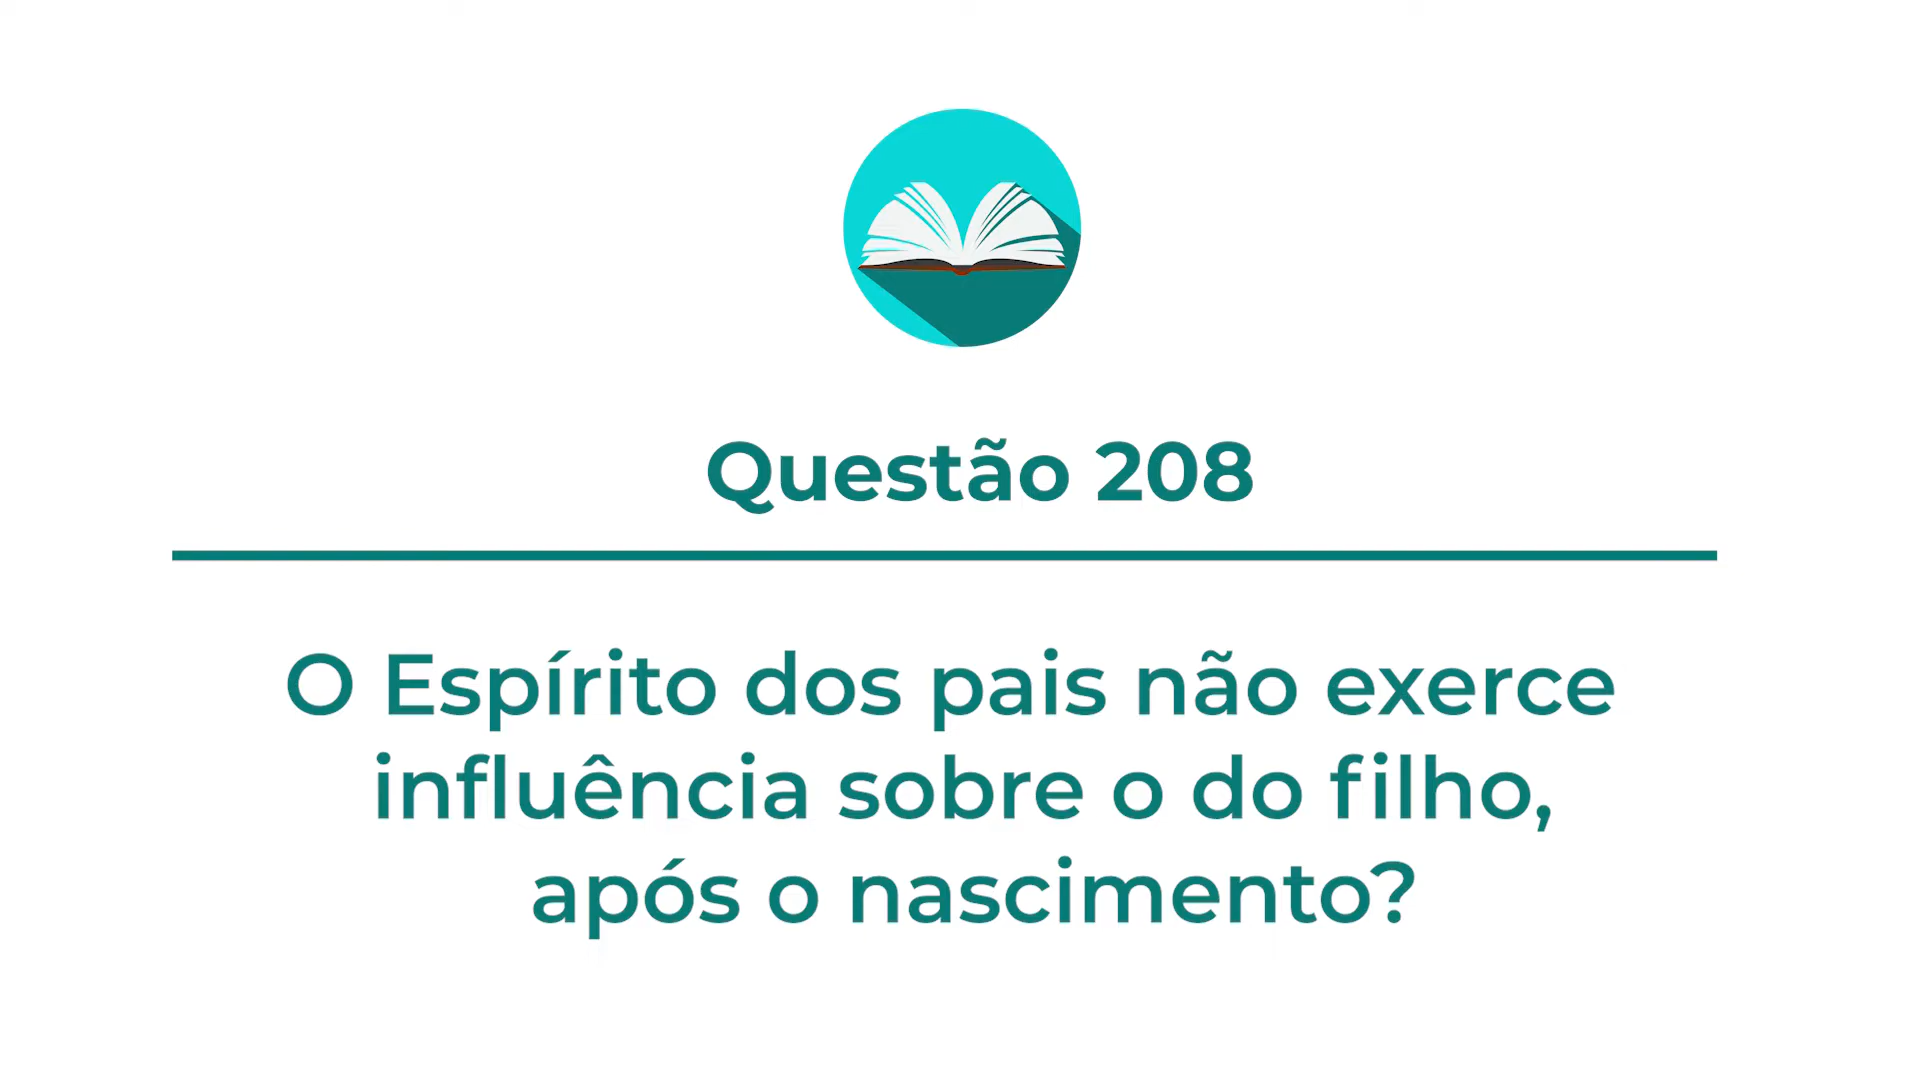 Questão 208
O Espírito dos pais não exerce
influência sobre o do filho,
após o nascimento?